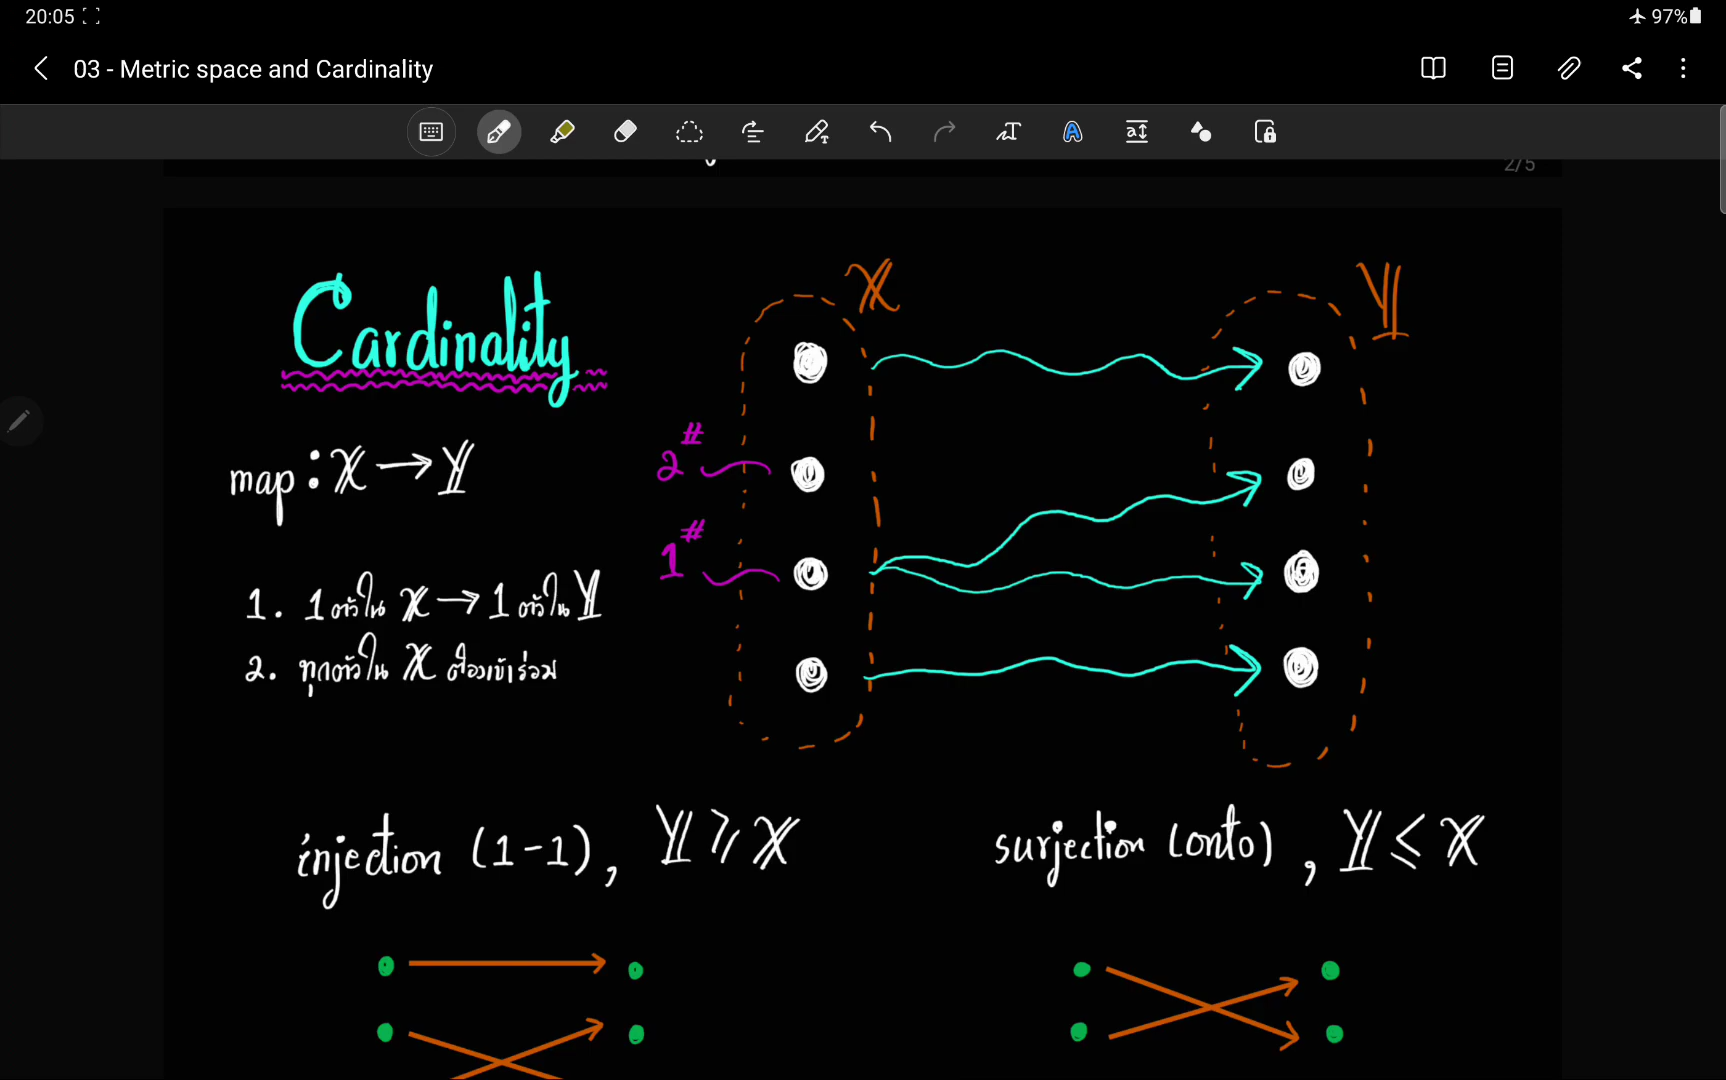 20:05
97%
03 - Metric space and Cardinality
2/5
Cardinality
X
Y
map : X → Y
2#
1#
1. 1 ตัวใน X → 1 ตัวใน Y
2. ทุกตัวใน X ต้องเข้าร่วม
injection (1-1), Y ⩾ X
surjection (onto), Y ≤ X